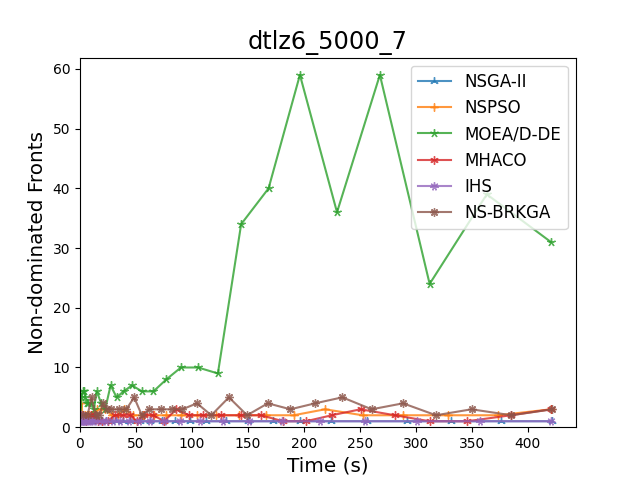 dtlz6_5000_7
60
50
40
30
20
10
0
Non-dominated Fronts
NSGA-II
NSPSO
MOEA/D-DE
MHACO
IHS
NS-BRKGA
0 50 100 150 200 250 300 350 400
Time (s)